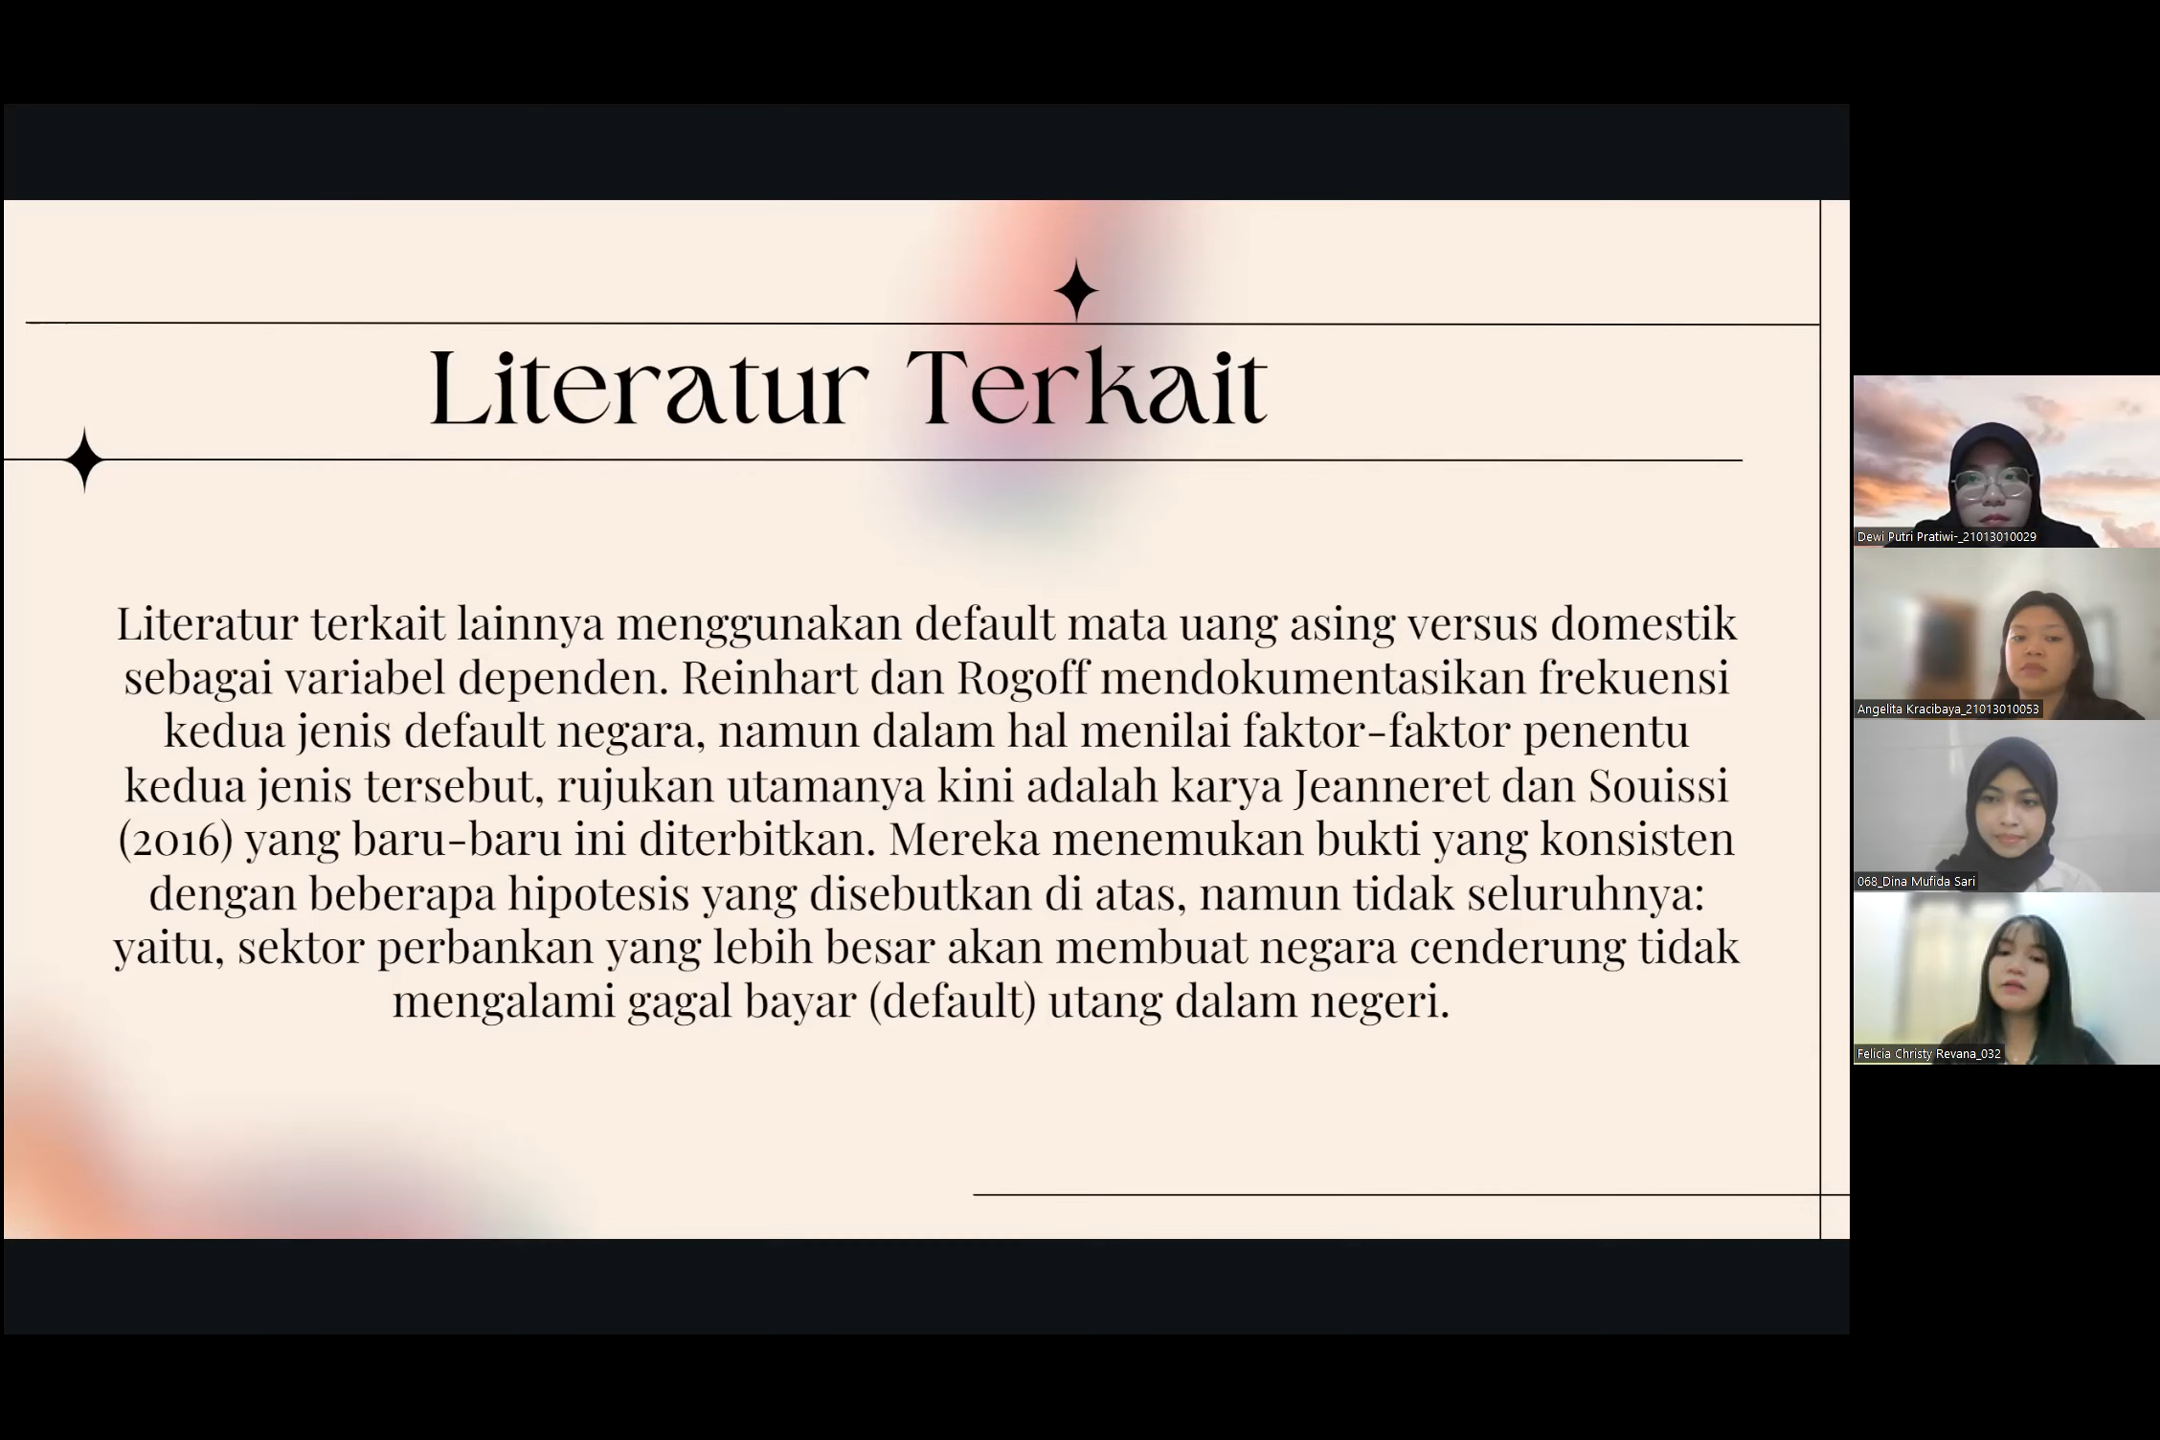 Literatur Terkait
Literatur terkait lainnya menggunakan default mata uang asing versus domestik
sebagai variabel dependen. Reinhart dan Rogoff mendokumentasikan frekuensi
kedua jenis default negara, namun dalam hal menilai faktor-faktor penentu
kedua jenis tersebut, rujukan utamanya kini adalah karya Jeanneret dan Souissi
(2016) yang baru-baru ini diterbitkan. Mereka menemukan bukti yang konsisten
dengan beberapa hipotesis yang disebutkan di atas, namun tidak seluruhnya:
yaitu, sektor perbankan yang lebih besar akan membuat negara cenderung tidak
mengalami gagal bayar (default) utang dalam negeri.
Dewi Putri Pratiwi-_21013010029
Angelita Kracibaya_21013010053
068_Dina Mufida Sari
Felicia Christy Revana_032